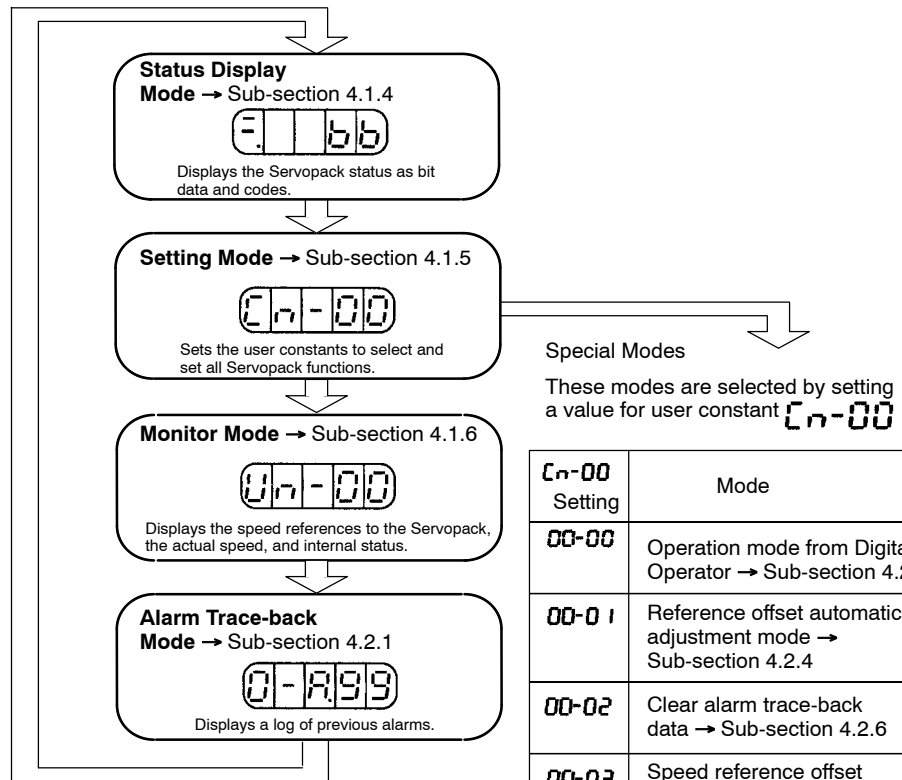 Status Display
Mode → Sub-section 4.1.4
bb
Displays the Servopack status as bit
data and codes.
Setting Mode → Sub-section 4.1.5
Cn-00
Sets the user constants to select and
set all Servopack functions.
Monitor Mode → Sub-section 4.1.6
Un-00
Displays the speed references to the Servopack,
the actual speed, and internal status.
Alarm Trace-back
Mode → Sub-section 4.2.1
0-A.99
Displays a log of previous alarms.
Special Modes
These modes are selected by setting
a value for user constant Cn-00
Cn-00
Setting
Mode
00-00
Operation mode from
Operator → Sub-section
00-01
Reference offset automatic
adjustment mode →
Sub-section 4.2.4
00-02
Clear alarm trace-back
data → Sub-section 4.2.6
00-03
Speed reference offset